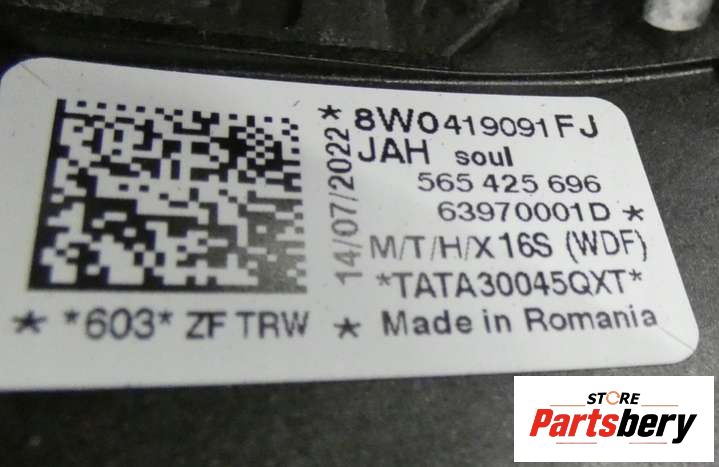 14/07/2022
*8W0419091FJ
JAH soul
565 425 696
63970001D*
M/T/H/X16S (WDF)
*TATA30045QXT*
* *603* ZF TRW * Made in Romania
STORE
Partsbery